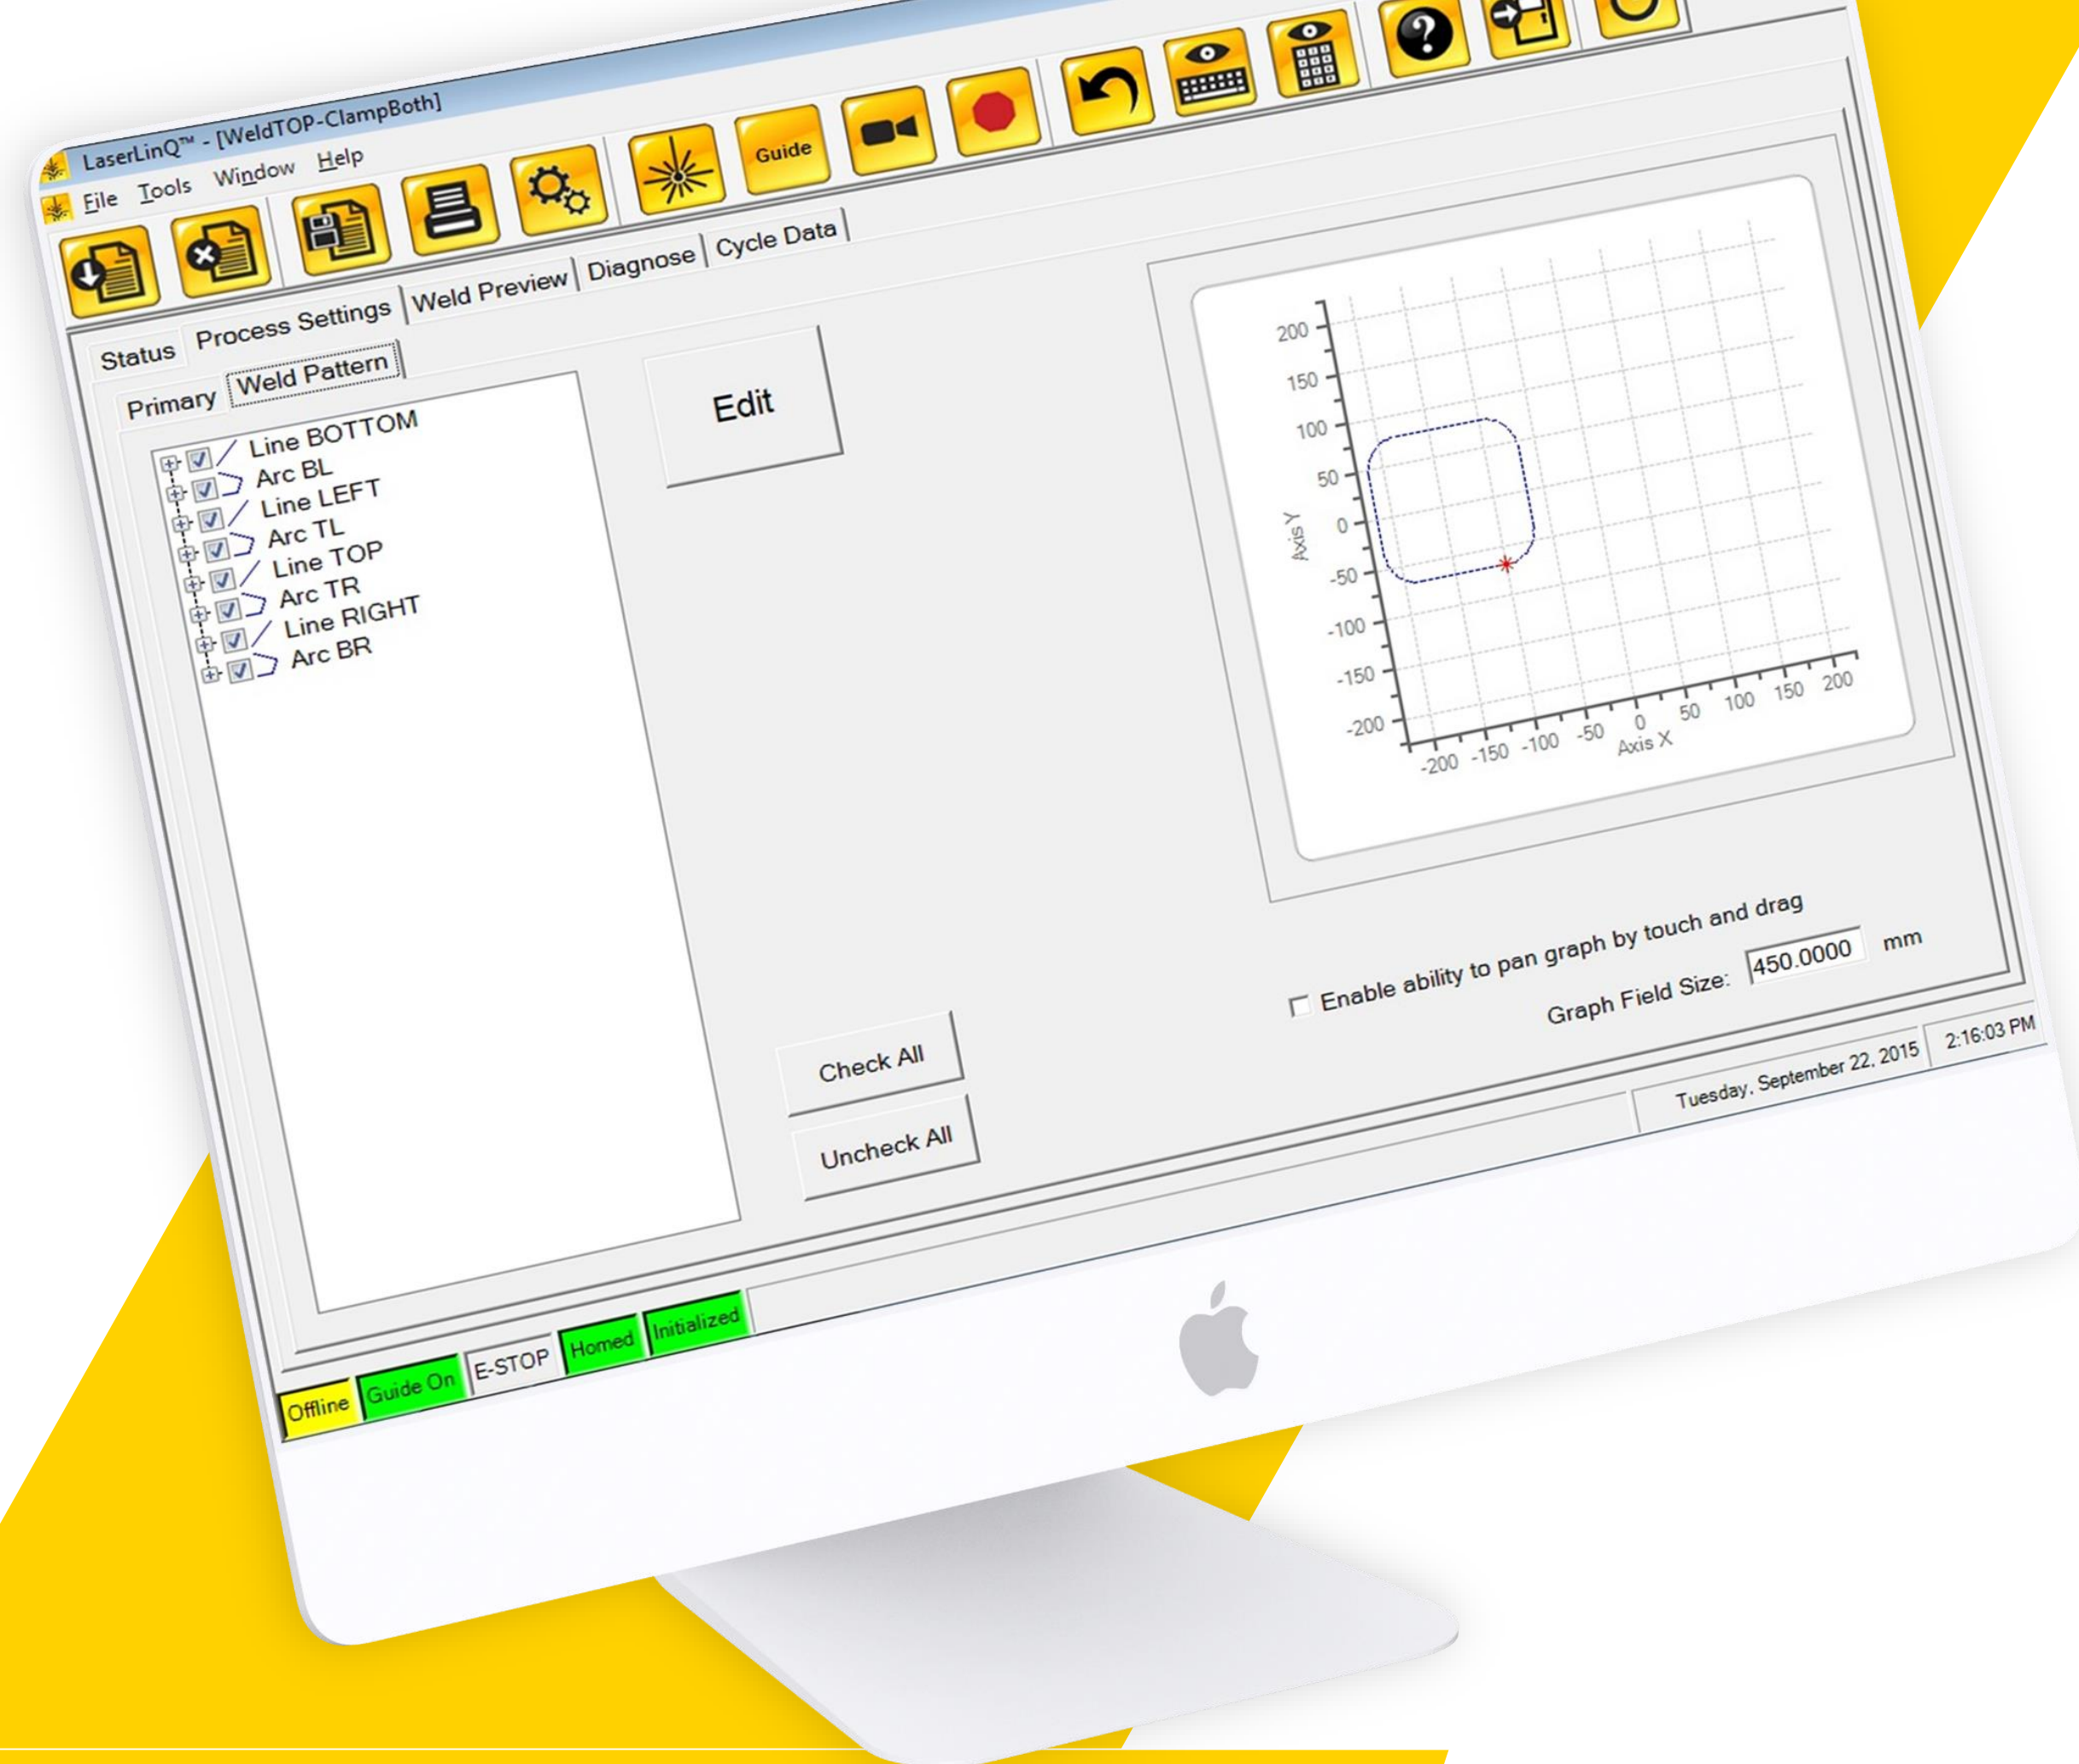 LaserLinQ™ - [WeldTOP-ClampBoth]
File Tools Window Help
Guide
Status Process Settings Weld Preview Diagnose Cycle Data
Primary Weld Pattern
Line BOTTOM
Arc BL
Line LEFT
Arc TL
Line TOP
Arc TR
Line RIGHT
Arc BR
Edit
Check All
Uncheck All
200
150
100
50
0
-50
-100
-150
-200
Axis Y
-200 -150 -100 -50 0 50 100 150 200
Axis X
Enable ability to pan graph by touch and drag
Graph Field Size: 450.0000 mm
Offline Guide On E-STOP Homed Initialized
Tuesday, September 22, 2015 2:16:03 PM